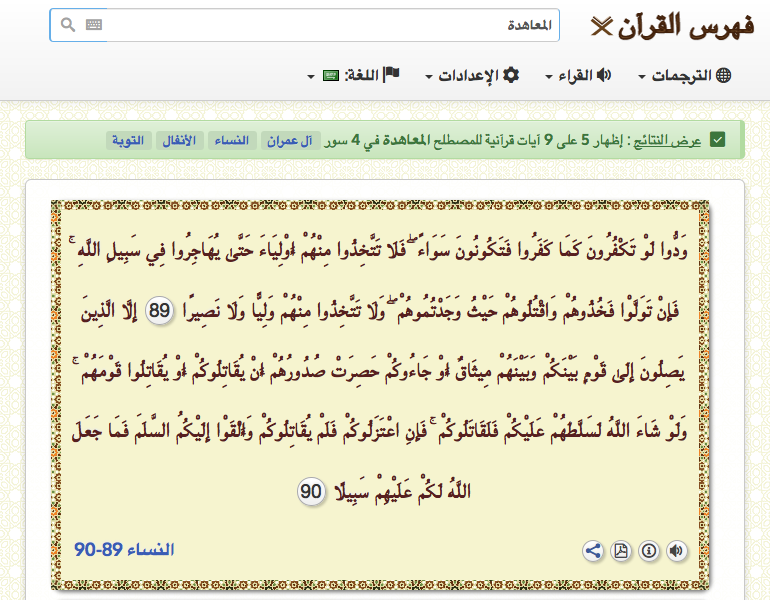 فهرس القرآن
المعاهدة
الترجمات
القراء
الإعدادات
اللغة:
عرض النتائج : إظهار 5 على 9 آيات قرآنية للمصطلح المعاهدة في 4 سور آل عمران النساء الأنفال التوبة
وَدُّوا لَوْ تَكْفُرُونَ كَمَا كَفَرُوا فَتَكُونُونَ سَوَاءً ۖ فَلَا تَتَّخِذُوا مِنْهُمْ أَوْلِيَاءَ حَتَّىٰ يُهَاجِرُوا فِي سَبِيلِ اللَّهِ ۚ
فَإِنْ تَوَلَّوْا فَخُذُوهُمْ وَاقْتُلُوهُمْ حَيْثُ وَجَدْتُمُوهُمْ ۖ وَلَا تَتَّخِذُوا مِنْهُمْ وَلِيًّا وَلَا نَصِيرًا 89 إِلَّا الَّذِينَ
يَصِلُونَ إِلَىٰ قَوْمٍ بَيْنَكُمْ وَبَيْنَهُمْ مِيثَاقٌ أَوْ جَاءُوكُمْ حَصِرَتْ صُدُورُهُمْ أَنْ يُقَاتِلُوكُمْ أَوْ يُقَاتِلُوا قَوْمَهُمْ ۚ
وَلَوْ شَاءَ اللَّهُ لَسَلَّطَهُمْ عَلَيْكُمْ فَلَقَاتَلُوكُمْ ۚ فَإِنِ اعْتَزَلُوكُمْ فَلَمْ يُقَاتِلُوكُمْ وَأَلْقَوْا إِلَيْكُمُ السَّلَمَ فَمَا جَعَلَ
اللَّهُ لَكُمْ عَلَيْهِمْ سَبِيلًا 90
النساء 89-90